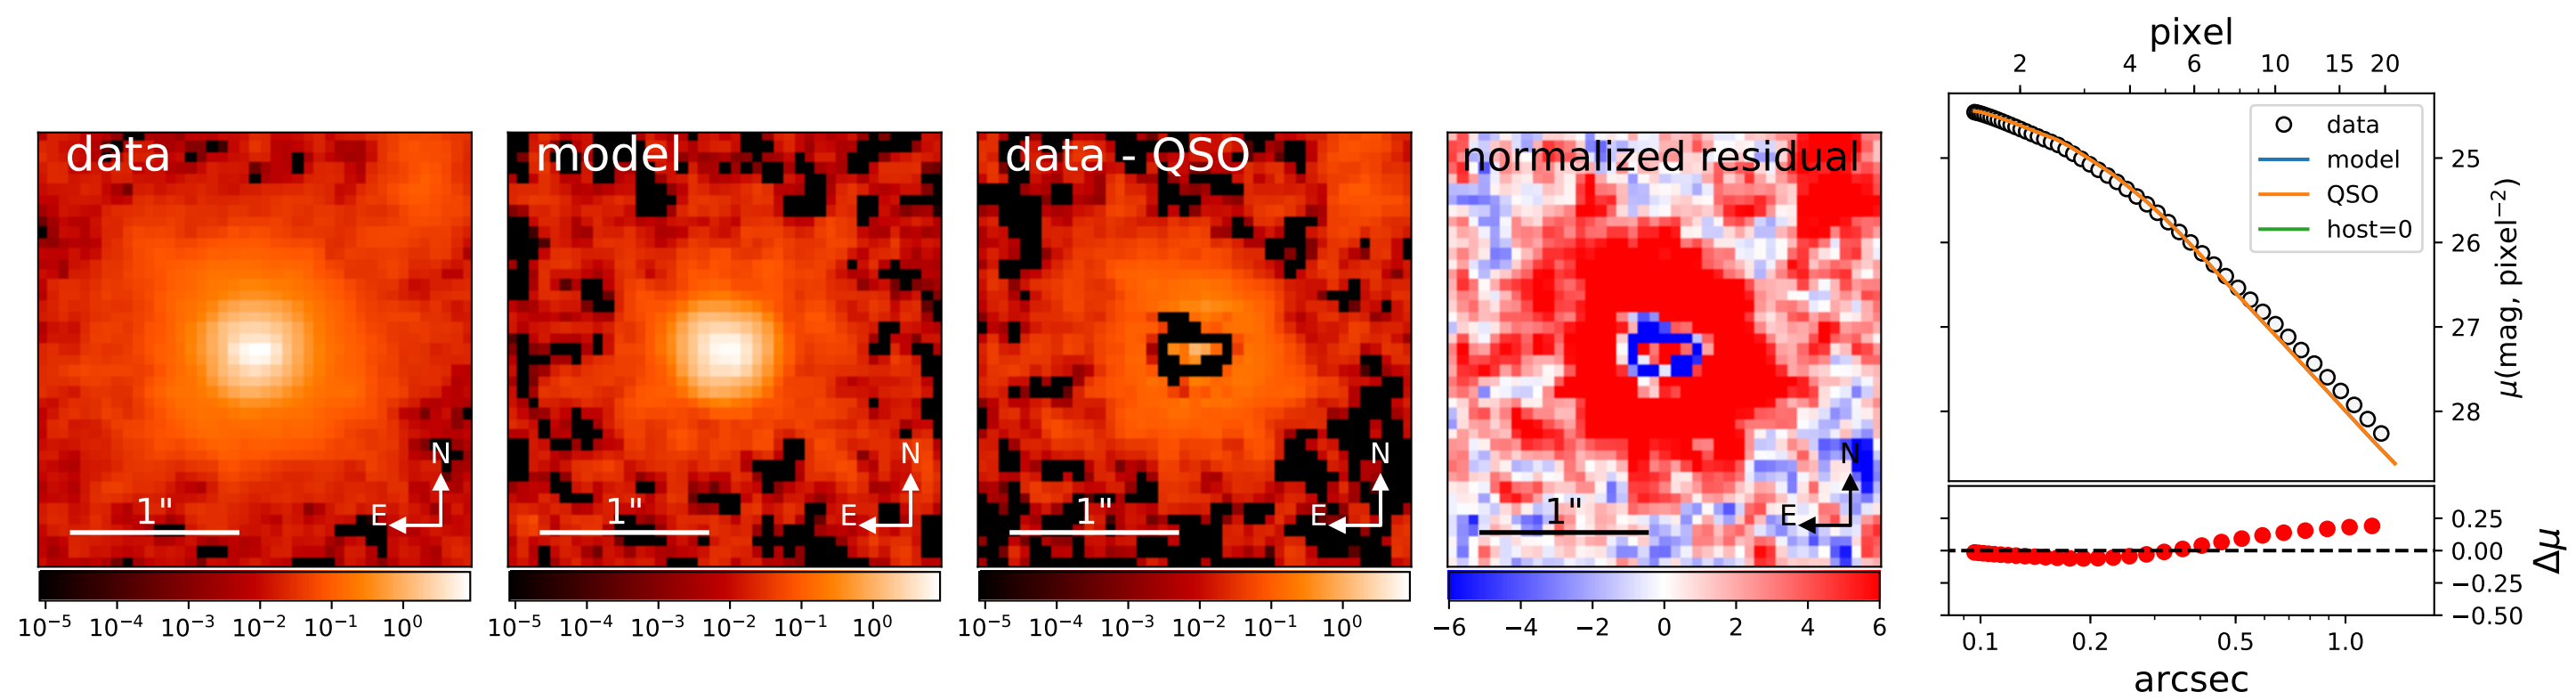 data
N
E
1"
10⁻⁵ 10⁻⁴ 10⁻³ 10⁻² 10⁻¹ 10⁰
model
N
E
1"
10⁻⁵ 10⁻⁴ 10⁻³ 10⁻² 10⁻¹ 10⁰
data - QSO
N
E
1"
10⁻⁵ 10⁻⁴ 10⁻³ 10⁻² 10⁻¹ 10⁰
normalized residual
N
E
1"
−6 −4 −2 0 2 4 6
pixel
2 4 6 10 15 20
data
model
QSO
host=0
25
26
27
28
μ(mag, pixel⁻²)
0.25
0.00
−0.25
−0.50
Δμ
0.1 0.2 0.5 1.0
arcsec